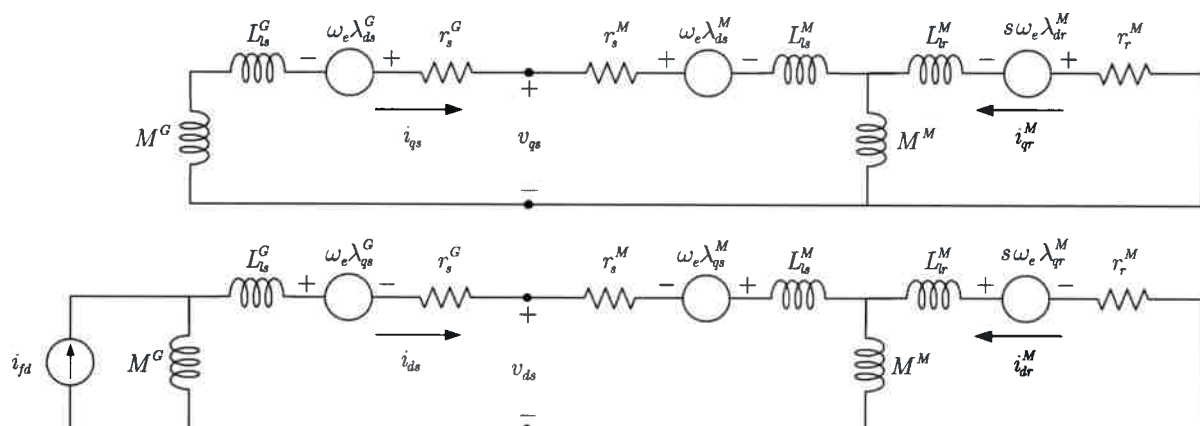 L_{ls}^{G} − ω_e λ_{ds}^{G} + r_s^{G} r_s^{M} + ω_e λ_{ds}^{M} − L_{ls}^{M} L_{lr}^{M} − sω_e λ_{dr}^{M} + r_r^{M}
M^{G} i_{qs} + v_{qs} − M^{M} i_{qr}^{M}
L_{ls}^{G} + ω_e λ_{qs}^{G} − r_s^{G} r_s^{M} − ω_e λ_{qs}^{M} + L_{ls}^{M} L_{lr}^{M} + sω_e λ_{qr}^{M} − r_r^{M}
i_{fd} M^{G} i_{ds} + v_{ds} − M^{M} i_{dr}^{M}